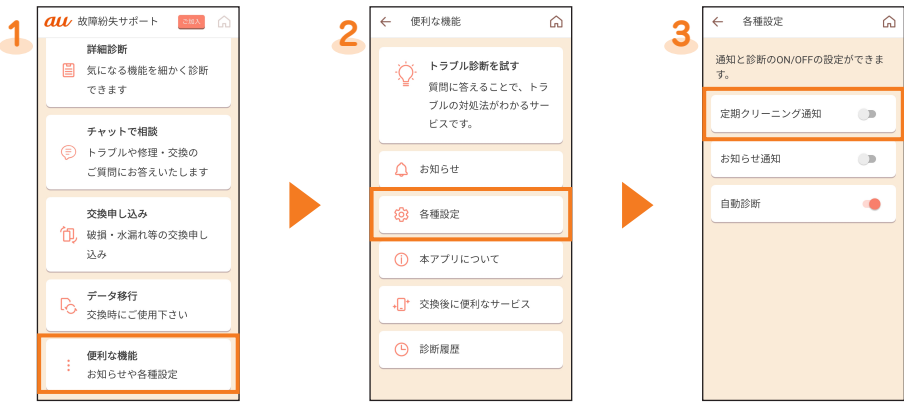 1
au 故障紛失サポート ご加入
詳細診断
気になる機能を細かく診断
できます
チャットで相談
トラブルや修理・交換の
ご質問にお答えいたします
交換申し込み
破損・水漏れ等の交換申し
込み
データ移行
交換時にご使用下さい
便利な機能
お知らせや各種設定
2
便利な機能
トラブル診断を試す
質問に答えることで、トラ
ブルの対処法がわかるサー
ビスです。
お知らせ
各種設定
本アプリについて
交換後に便利なサービス
診断履歴
3
各種設定
通知と診断のON/OFFの設定ができま
す。
定期クリーニング通知
お知らせ通知
自動診断